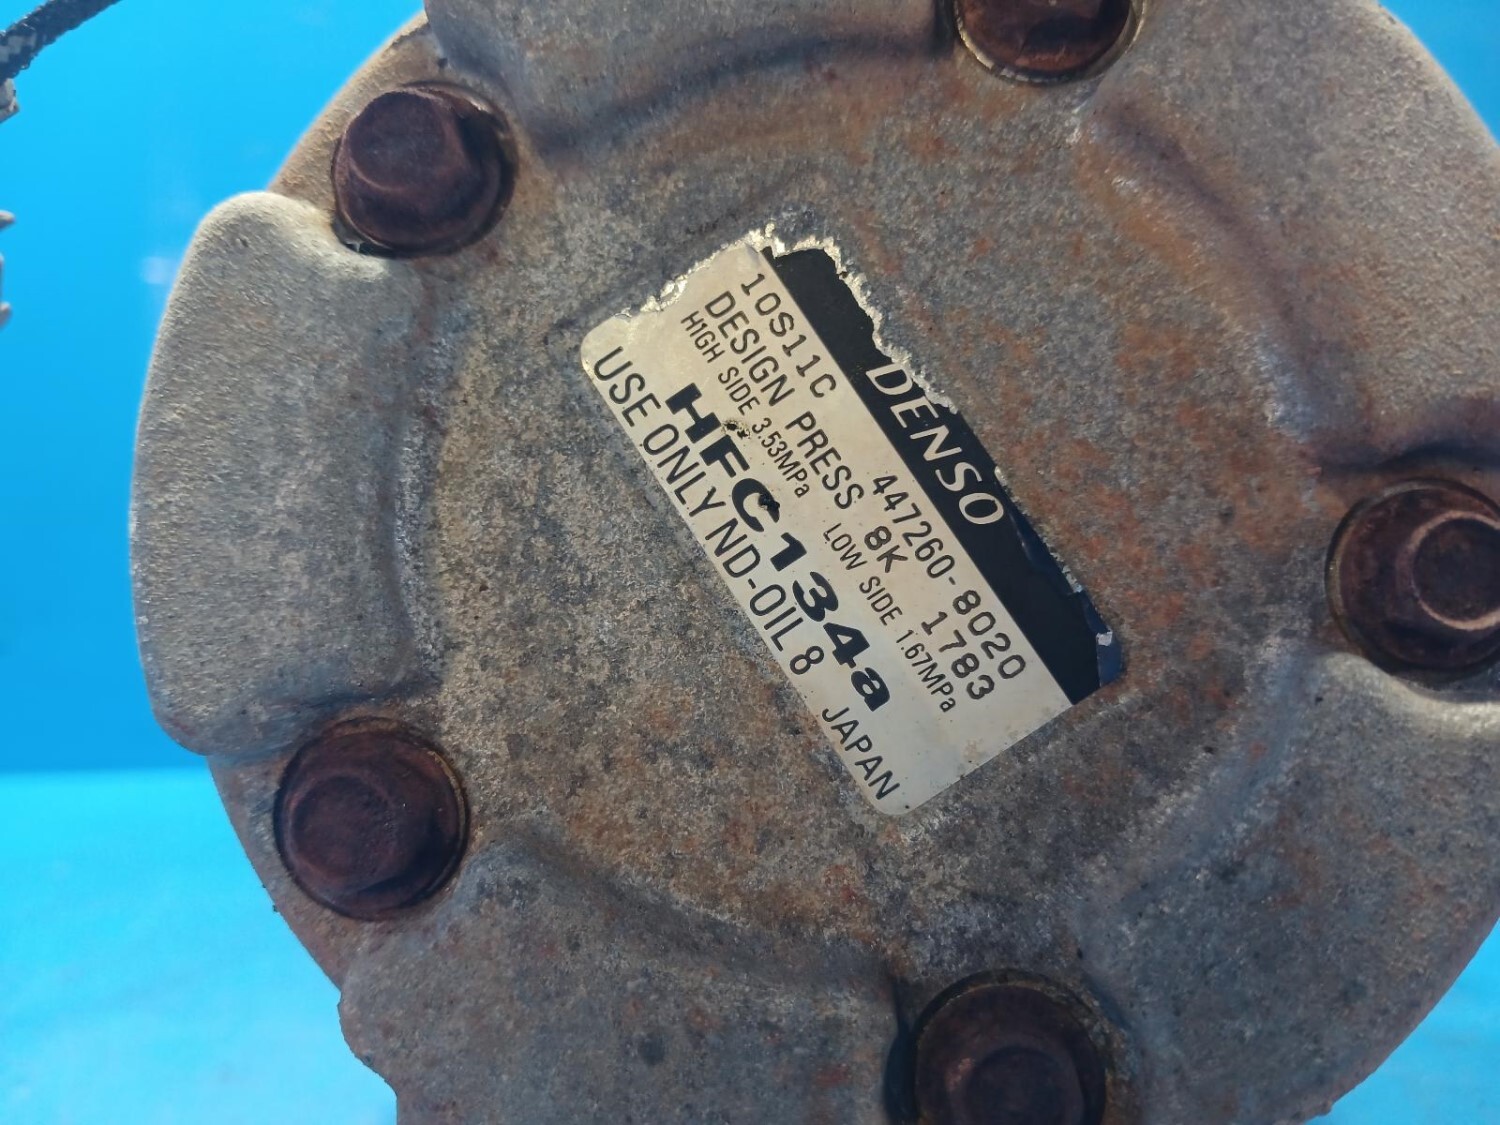 DENSO
10S11C 447260-8020
DESIGN PRESS 8K 1783
HIGH SIDE 3.53MPa LOW SIDE 1.67MPa
HFC134a
USE ONLY ND-OIL 8 JAPAN